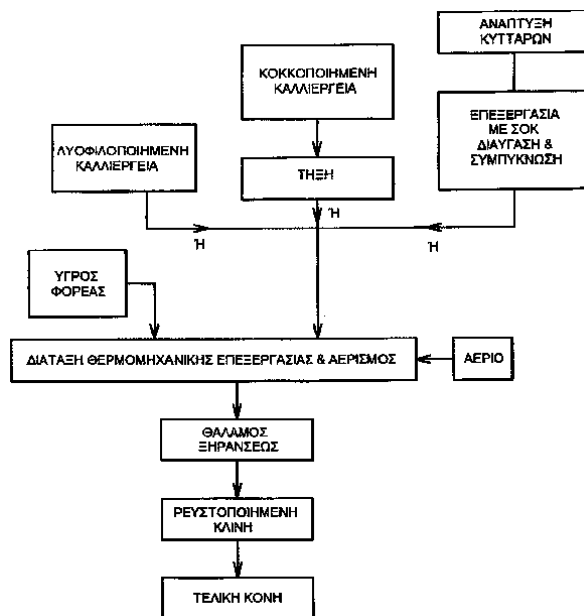 ΑΝΑΠΤΥΞΗ
ΚΥΤΤΑΡΩΝ
ΚΟΚΚΟΠΟΙΗΜΕΝΗ
ΚΑΛΛΙΕΡΓΕΙΑ
ΕΠΕΞΕΡΓΑΣΙΑ
ΜΕ ΣΟΚ
ΔΙΑΥΓΑΣΗ &
ΣΥΜΠΥΚΝΩΣΗ
ΛΥΟΦΙΛΟΠΟΙΗΜΕΝΗ
ΚΑΛΛΙΕΡΓΕΙΑ
ΤΗΞΗ
Ή
Ή
Ή
ΥΓΡΟΣ
ΦΟΡΕΑΣ
ΔΙΑΤΑΞΗ ΘΕΡΜΟΜΗΧΑΝΙΚΗΣ ΕΠΕΞΕΡΓΑΣΙΑΣ & ΑΕΡΙΣΜΟΣ
ΑΕΡΙΟ
ΘΑΛΑΜΟΣ
ΞΗΡΑΝΣΕΩΣ
ΡΕΥΣΤΟΠΟΙΗΜΕΝΗ
ΚΛΙΝΗ
ΤΕΛΙΚΗ ΚΟΝΗ